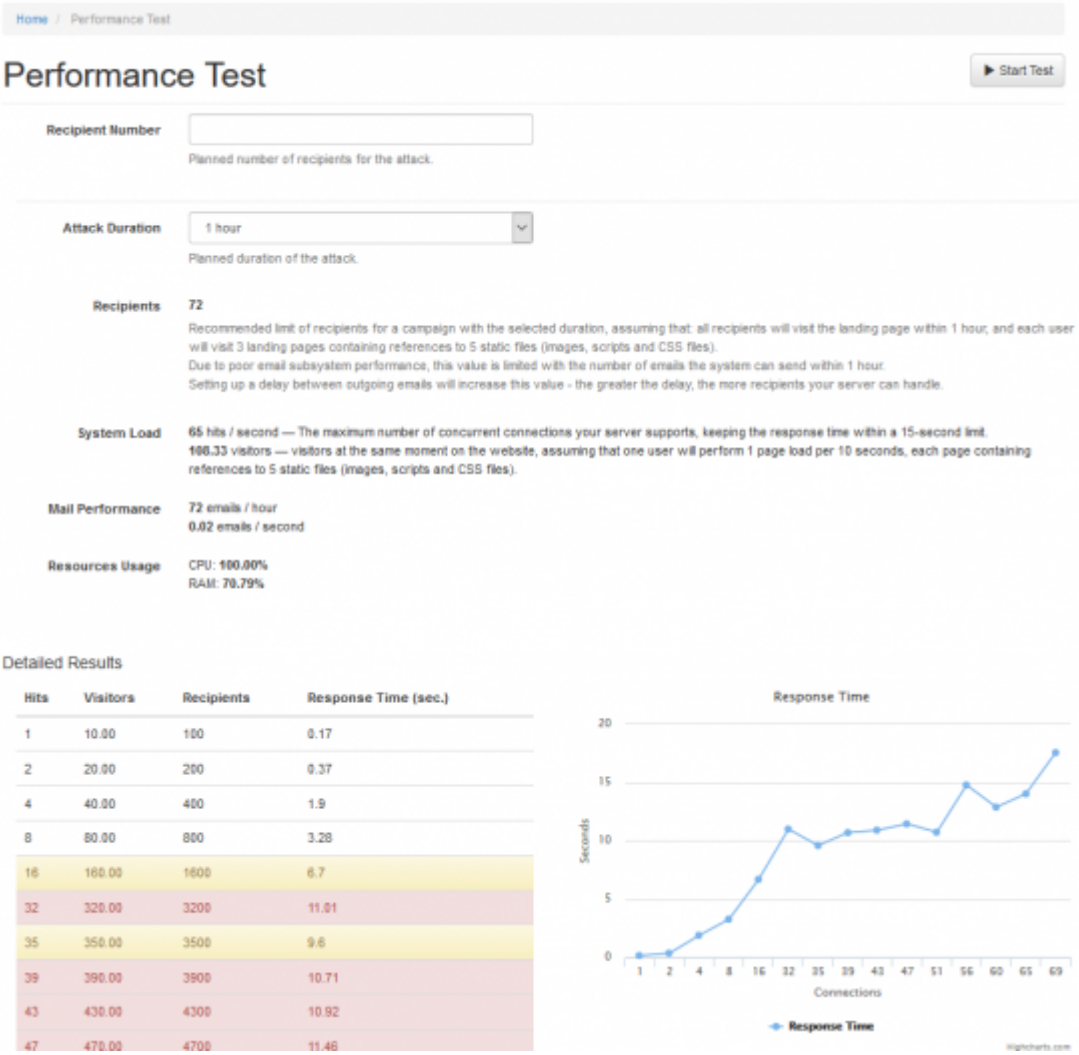 Home / Performance Test
Performance Test
Start Test
Recipient Number
Planned number of recipients for the attack.
Attack Duration
1 hour
Planned duration of the attack.
Recipients
72
Recommended limit of recipients for a campaign with the selected duration, assuming that: all recipients will visit the landing page within 1 hour, and each user
will visit 3 landing pages containing references to 5 static files (images, scripts and CSS files).
Due to poor email subsystem performance, this value is limited with the number of emails the system can send within 1 hour.
Setting up a delay between outgoing emails will increase this value - the greater the delay, the more recipients your server can handle.
System Load
65 hits / second — The maximum number of concurrent connections your server supports, keeping the response time within a 15-second limit.
108.33 visitors — visitors at the same moment on the website, assuming that one user will perform 1 page load per 10 seconds, each page containing
references to 5 static files (images, scripts and CSS files).
Mail Performance
72 emails / hour
0.02 emails / second
Resources Usage
CPU: 100.00%
RAM: 70.79%
Detailed Results
Hits Visitors Recipients Response Time (sec.)
1 10.00 100 0.17
2 20.00 200 0.37
4 40.00 400 1.9
8 80.00 800 3.28
16 160.00 1600 6.7
32 320.00 3200 11.01
35 350.00 3500 9.6
39 390.00 3900 10.71
43 430.00 4300 10.92
47 470.00 4700 11.46
Response Time
20
15
10
5
0
Seconds
1 2 4 8 16 32 35 39 43 47 51 56 60 65 69
Connections
Response Time
Highcharts.com